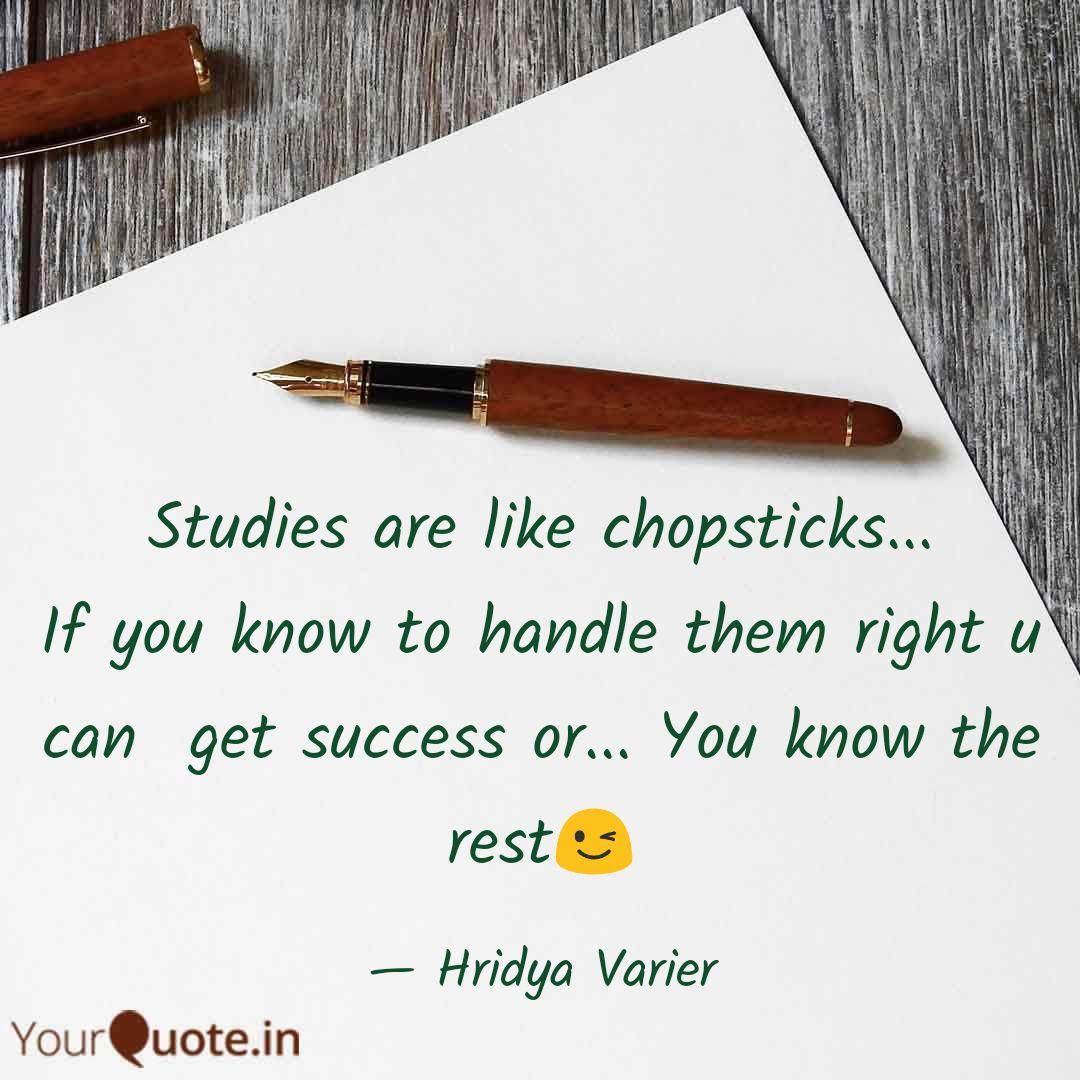 Studies are like chopsticks...
If you know to handle them right u
can  get success or... You know the
rest😉
— Hridya Varier
YourQuote.in